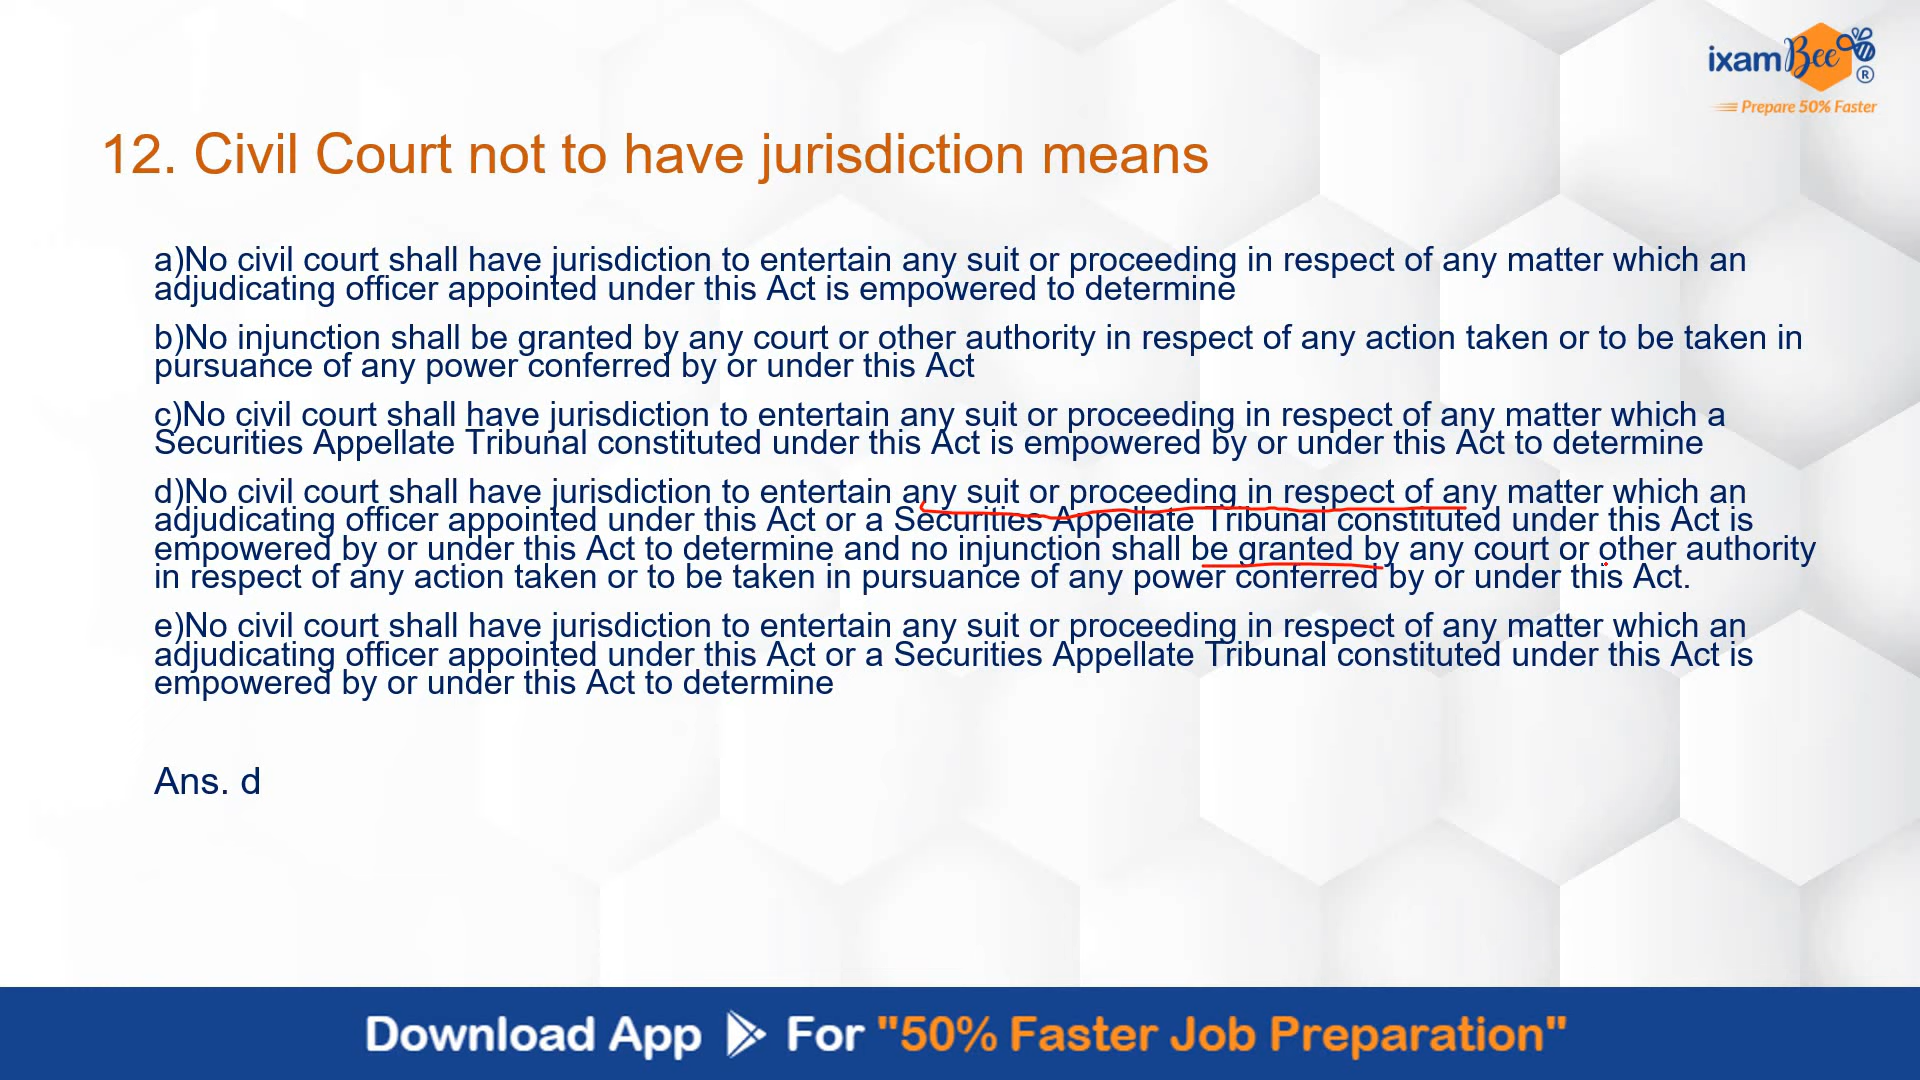 ixamBee®
Prepare 50% Faster
12. Civil Court not to have jurisdiction means
a)No civil court shall have jurisdiction to entertain any suit or proceeding in respect of any matter which an
adjudicating officer appointed under this Act is empowered to determine
b)No injunction shall be granted by any court or other authority in respect of any action taken or to be taken in
pursuance of any power conferred by or under this Act
c)No civil court shall have jurisdiction to entertain any suit or proceeding in respect of any matter which a
Securities Appellate Tribunal constituted under this Act is empowered by or under this Act to determine
d)No civil court shall have jurisdiction to entertain any suit or proceeding in respect of any matter which an
adjudicating officer appointed under this Act or a Securities Appellate Tribunal constituted under this Act is
empowered by or under this Act to determine and no injunction shall be granted by any court or other authority
in respect of any action taken or to be taken in pursuance of any power conferred by or under this Act.
e)No civil court shall have jurisdiction to entertain any suit or proceeding in respect of any matter which an
adjudicating officer appointed under this Act or a Securities Appellate Tribunal constituted under this Act is
empowered by or under this Act to determine
Ans. d
Download App For "50% Faster Job Preparation"